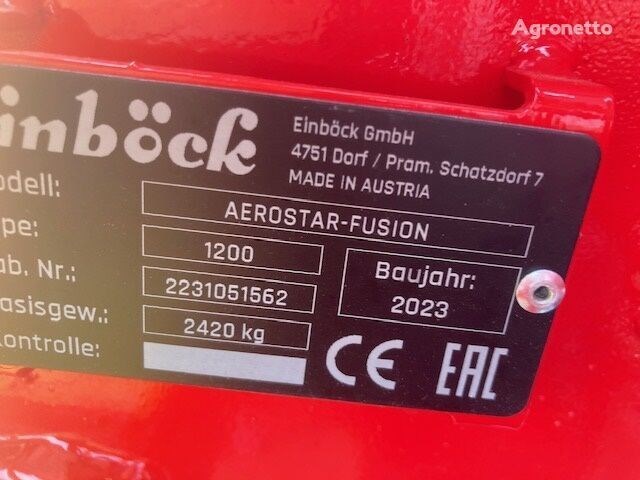 Agronetto
inböck
Einböck GmbH
4751 Dorf / Pram. Schatzdorf 7
MADE IN AUSTRIA
odell: AEROSTAR-FUSION
pe: 1200
ab. Nr.: 2231051562
asisgew.: 2420 kg
ontrolle:
Baujahr:
2023
CE EAC